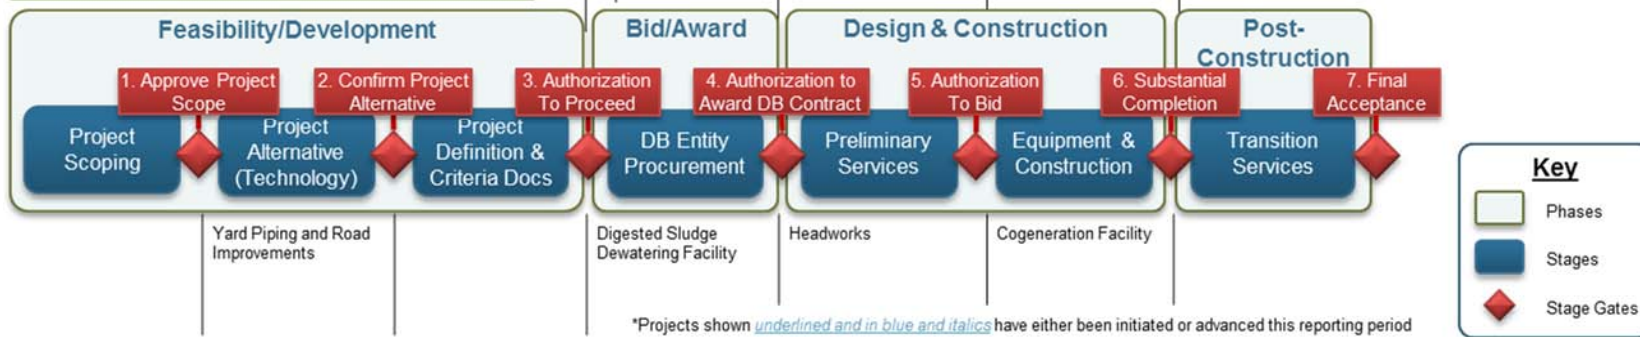 Feasibility/Development
Bid/Award
Design & Construction
Post-
Construction
1. Approve Project
Scope
2. Confirm Project
Alternative
3. Authorization
To Proceed
4. Authorization to
Award DB Contract
5. Authorization
To Bid
6. Substantial
Completion
7. Final
Acceptance
Project
Scoping
Project
Alternative
(Technology)
Project
Definition &
Criteria Docs
DB Entity
Procurement
Preliminary
Services
Equipment &
Construction
Transition
Services
Yard Piping and Road
Improvements
Digested Sludge
Dewatering Facility
Headworks
Cogeneration Facility
*Projects shown underlined and in blue and italics have either been initiated or advanced this reporting period
Key
Phases
Stages
Stage Gates